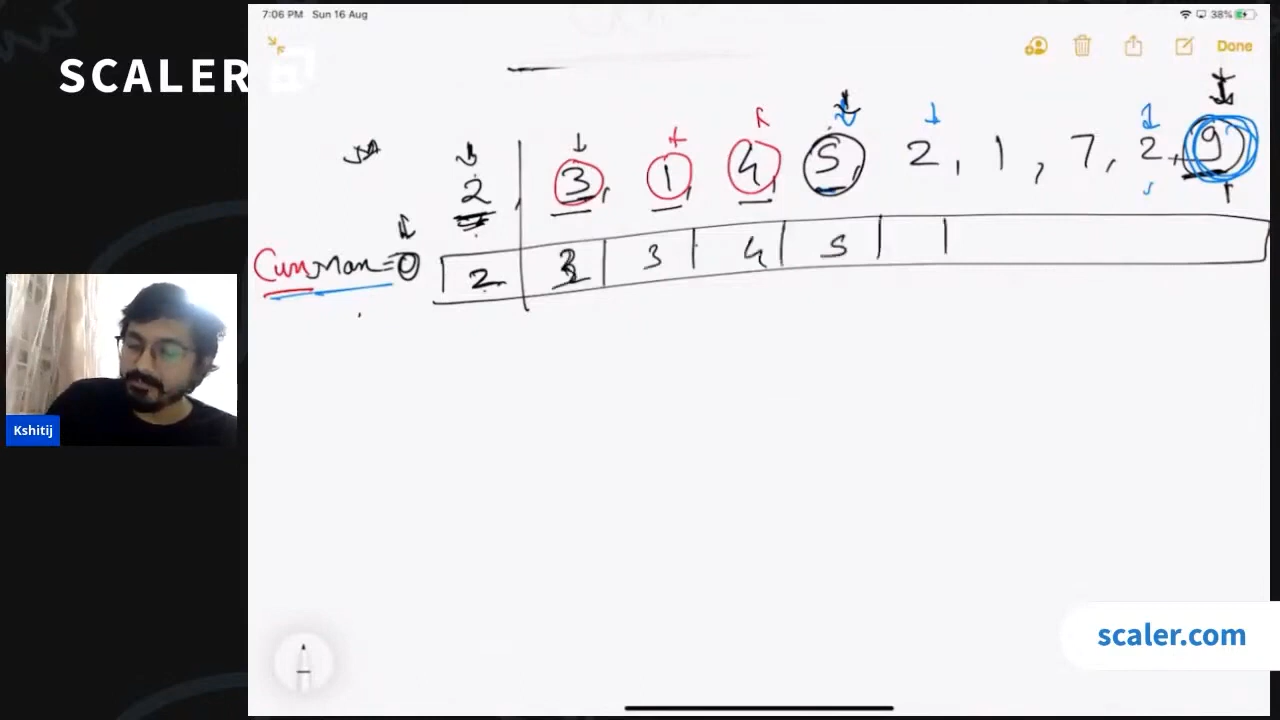 7:06 PM Sun 16 Aug
38%
SCALER
Done
2, 3, 1, 4, 5, 2, 1, 7, 2, 9
CurrMax=0
2 3 3 4 5
Kshitij
scaler.com